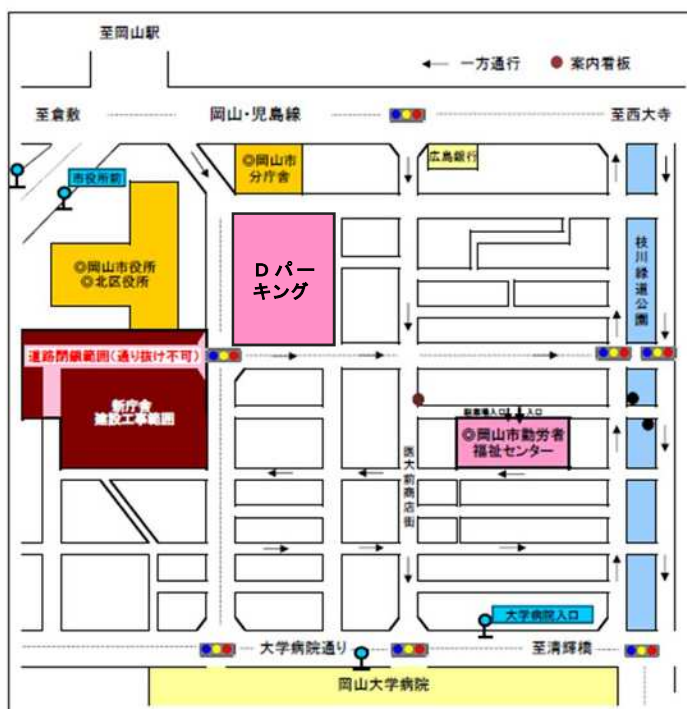 至岡山駅
一方通行
案内看板
至倉敷
岡山・児島線
至西大寺
◎岡山市
分庁舎
広島銀行
市役所前
Dパー
キング
◎岡山市役所
◎北区役所
枝川緑道公園
道路閉鎖範囲(通り抜け不可)
新庁舎
建設工事範囲
駐車場入口
入口
◎岡山市勤労者
福祉センター
医大前商店街
大学病院入口
大学病院通り
至清輝橋
岡山大学病院